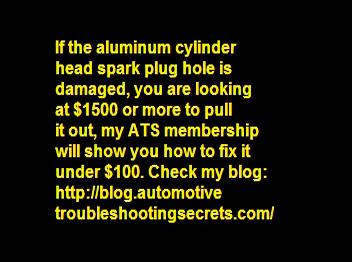 If the aluminum cylinder
head spark plug hole is
damaged, you are looking
at $1500 or more to pull
it out, my ATS membership
will show you how to fix it
under $100. Check my blog:
http://blog.automotive
troubleshootingsecrets.com/